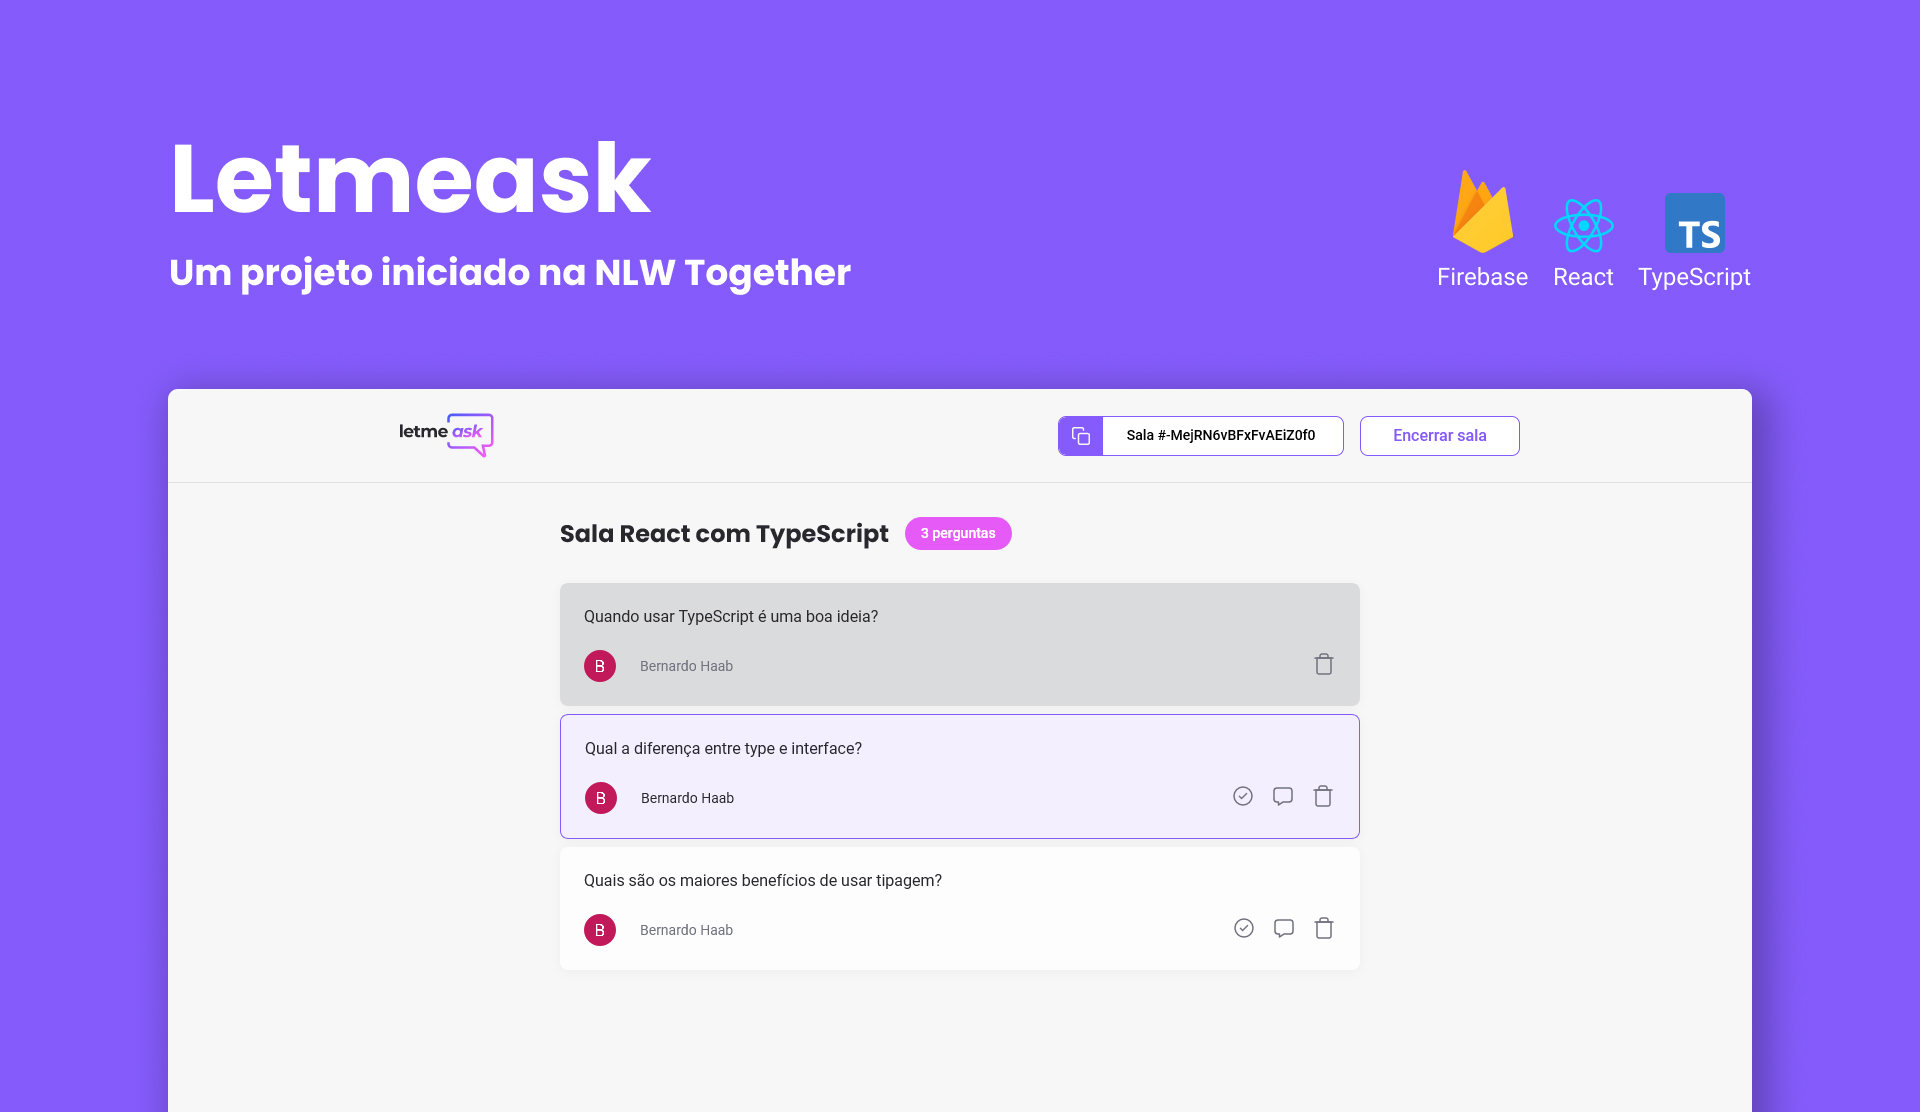 Letmeask
Um projeto iniciado na NLW Together
TS
Firebase React TypeScript
letme ask
Sala #-MejRN6vBFxFvAEiZ0f0
Encerrar sala
Sala React com TypeScript
3 perguntas
Quando usar TypeScript é uma boa ideia?
B Bernardo Haab
Qual a diferença entre type e interface?
B Bernardo Haab
Quais são os maiores benefícios de usar tipagem?
B Bernardo Haab